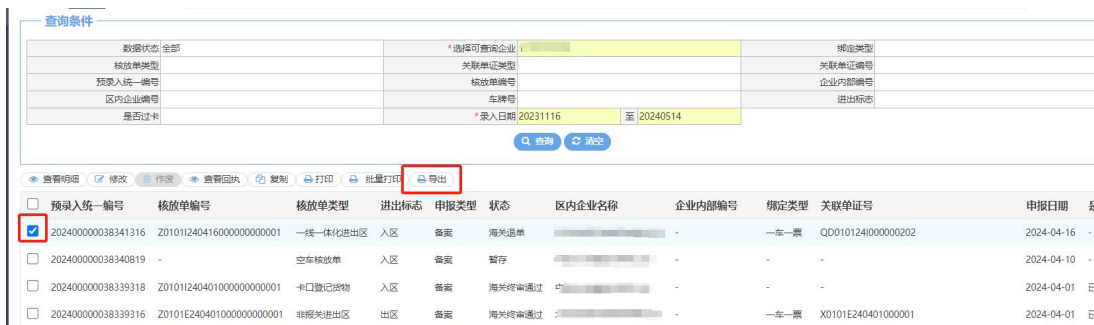 查询条件
数据状态 全部 *选择可查询企业 绑定类型
核放单类型 关联单证类型 关联单证编号
预录入统一编号 核放单编号 企业内部编号
区内企业编号 车牌号 进出标志
是否过卡 *录入日期 20231116 至 20240514
查询 清空
查看明细 修改 作废 查看回执 复制 打印 批量打印 导出
预录入统一编号 核放单编号 核放单类型 进出标志 申报类型 状态 区内企业名称 企业内部编号 绑定类型 关联单证号 申报日期
202400000038341316 Z0101I240416000000000001 一线一体化进出区 入区 备案 海关退单 - 一车一票 QD010124I000000202 2024-04-16 -
202400000038340819 - 空车核放单 入区 备案 暂存 - - - 2024-04-10 -
202400000038339318 Z0101I240401000000000001 卡口登记货物 入区 备案 海关终审通过 - - - 2024-04-01
202400000038339316 Z0101E240401000000000001 非报关进出区 出区 备案 海关终审通过 - 一车一票 X0101E240401000001 2024-04-01